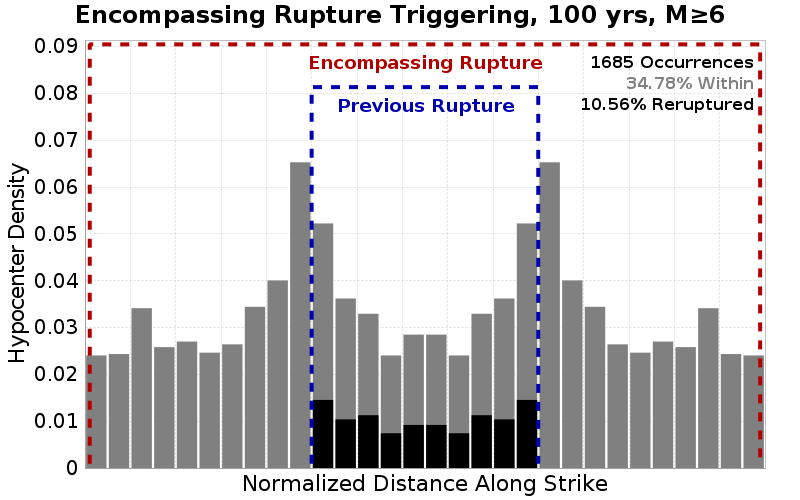 Encompassing Rupture Triggering, 100 yrs, M≥6
Hypocenter Density
0.09
0.08
0.07
0.06
0.05
0.04
0.03
0.02
0.01
0
Encompassing Rupture
Previous Rupture
1685 Occurrences
34.78% Within
10.56% Reruptured
Normalized Distance Along Strike